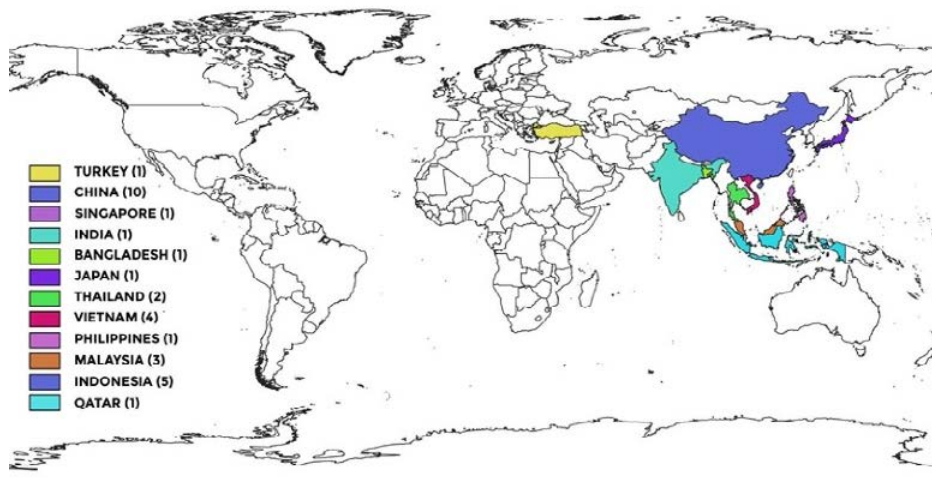 TURKEY (1)
CHINA (10)
SINGAPORE (1)
INDIA (1)
BANGLADESH (1)
JAPAN (1)
THAILAND (2)
VIETNAM (4)
PHILIPPINES (1)
MALAYSIA (3)
INDONESIA (5)
QATAR (1)